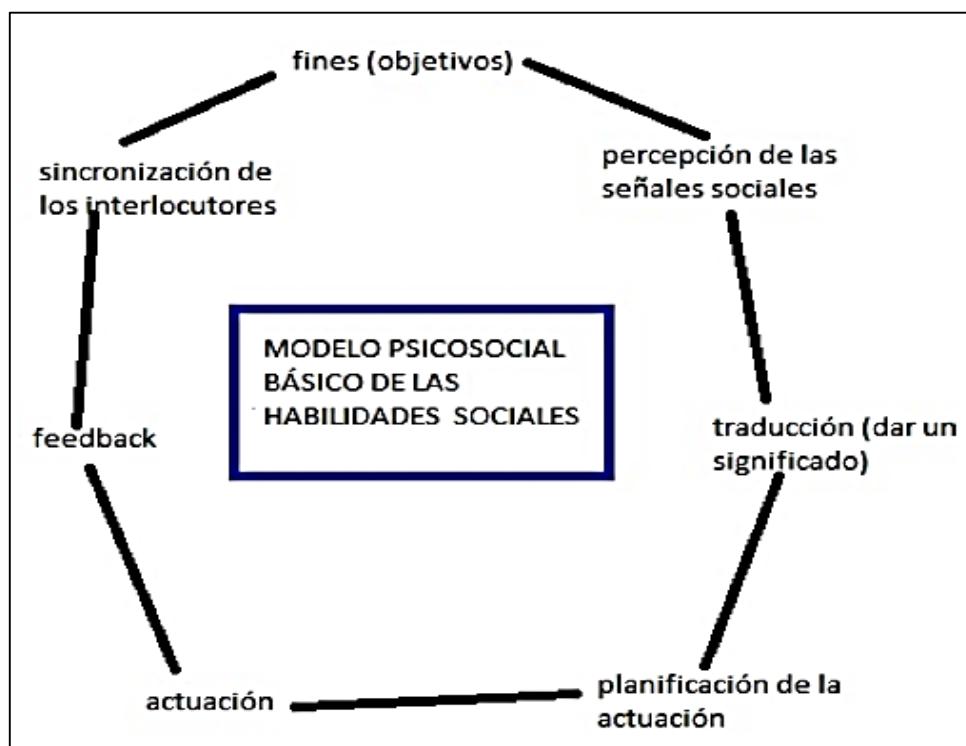 fines (objetivos)
percepción de las
señales sociales
sincronización de
los interlocutores
MODELO PSICOSOCIAL
BÁSICO DE LAS
HABILIDADES SOCIALES
feedback
traducción (dar un
significado)
actuación
planificación de la
actuación